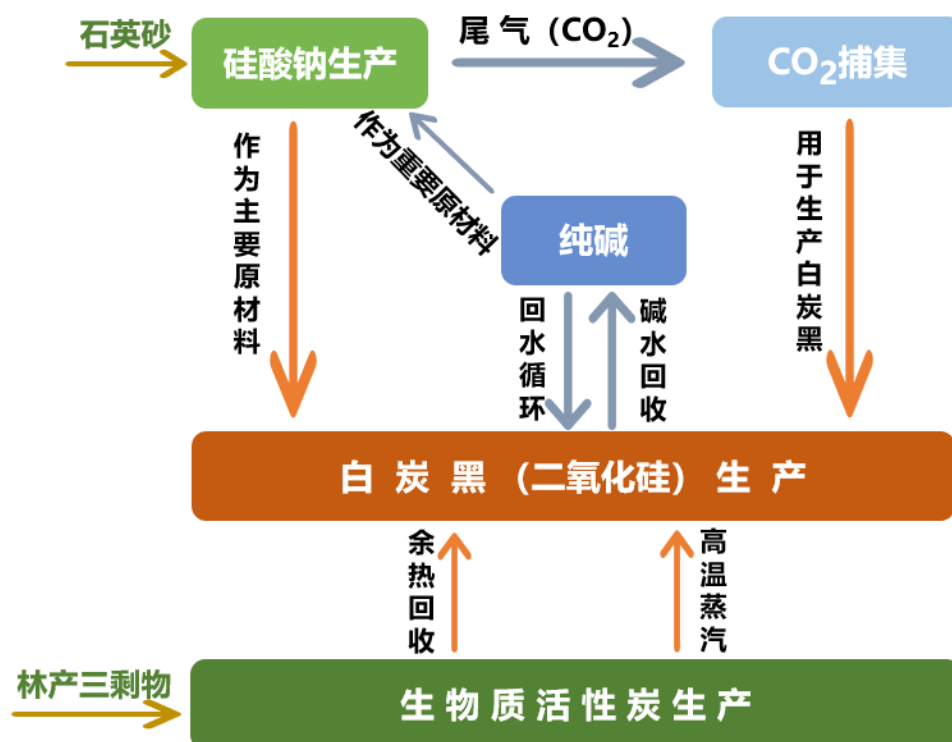 石英砂
硅酸钠生产
尾气（CO₂）
CO₂捕集
作为主要原材料
作为重要原材料
纯碱
用于生产白炭黑
回水循环
碱水回收
白炭黑（二氧化硅）生产
余热回收
高温蒸汽
林产三剩物
生物质活性炭生产